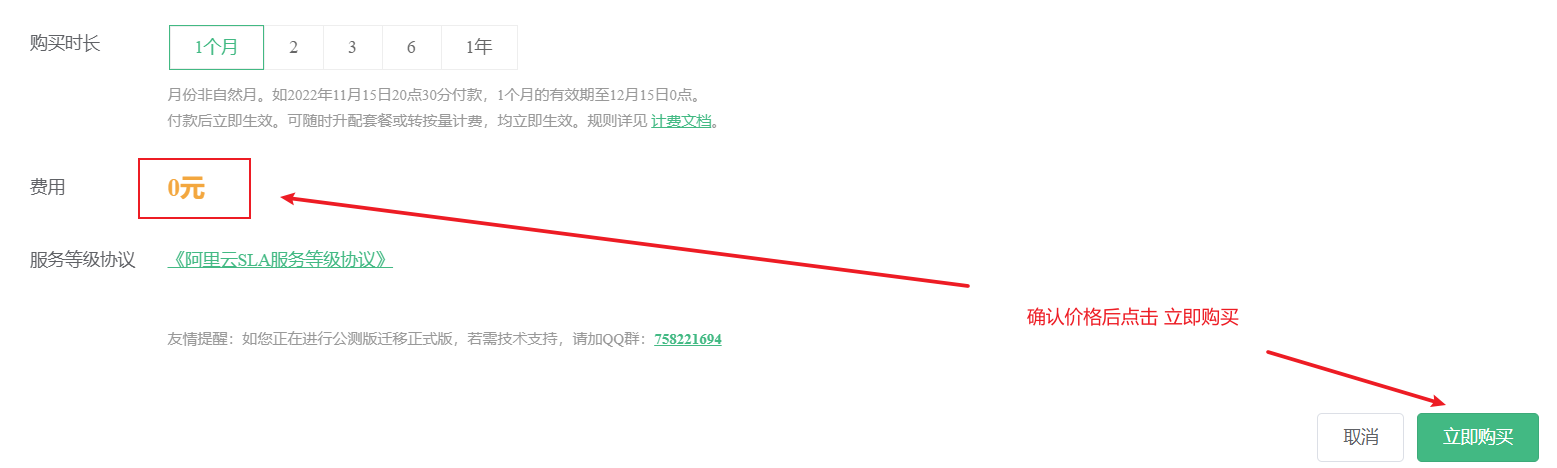 购买时长
1个月 2 3 6 1年
月份非自然月。如2022年11月15日20点30分付款，1个月的有效期至12月15日0点。
付款后立即生效。可随时升配套餐或转按量计费，均立即生效。规则详见 计费文档。
费用
0元
服务等级协议
《阿里云SLA服务等级协议》
确认价格后点击 立即购买
友情提醒：如您正在进行公测版迁移正式版，若需技术支持，请加QQ群：758221694
取消
立即购买